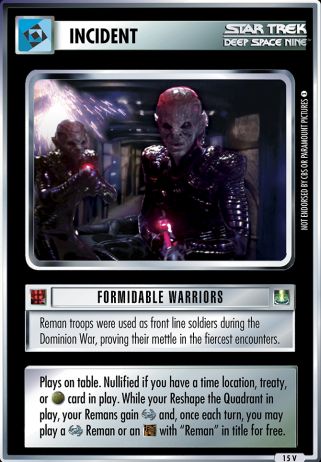 INCIDENT
STAR TREK
DEEP SPACE NINE
NOT ENDORSED BY CBS OR PARAMOUNT PICTURES
FORMIDABLE WARRIORS
Reman troops were used as front line soldiers during the
Dominion War, proving their mettle in the fiercest encounters.
Plays on table. Nullified if you have a time location, treaty,
or card in play. While your Reshape the Quadrant in
play, your Remans gain and, once each turn, you may
play a Reman or an with “Reman” in title for free.
15 V